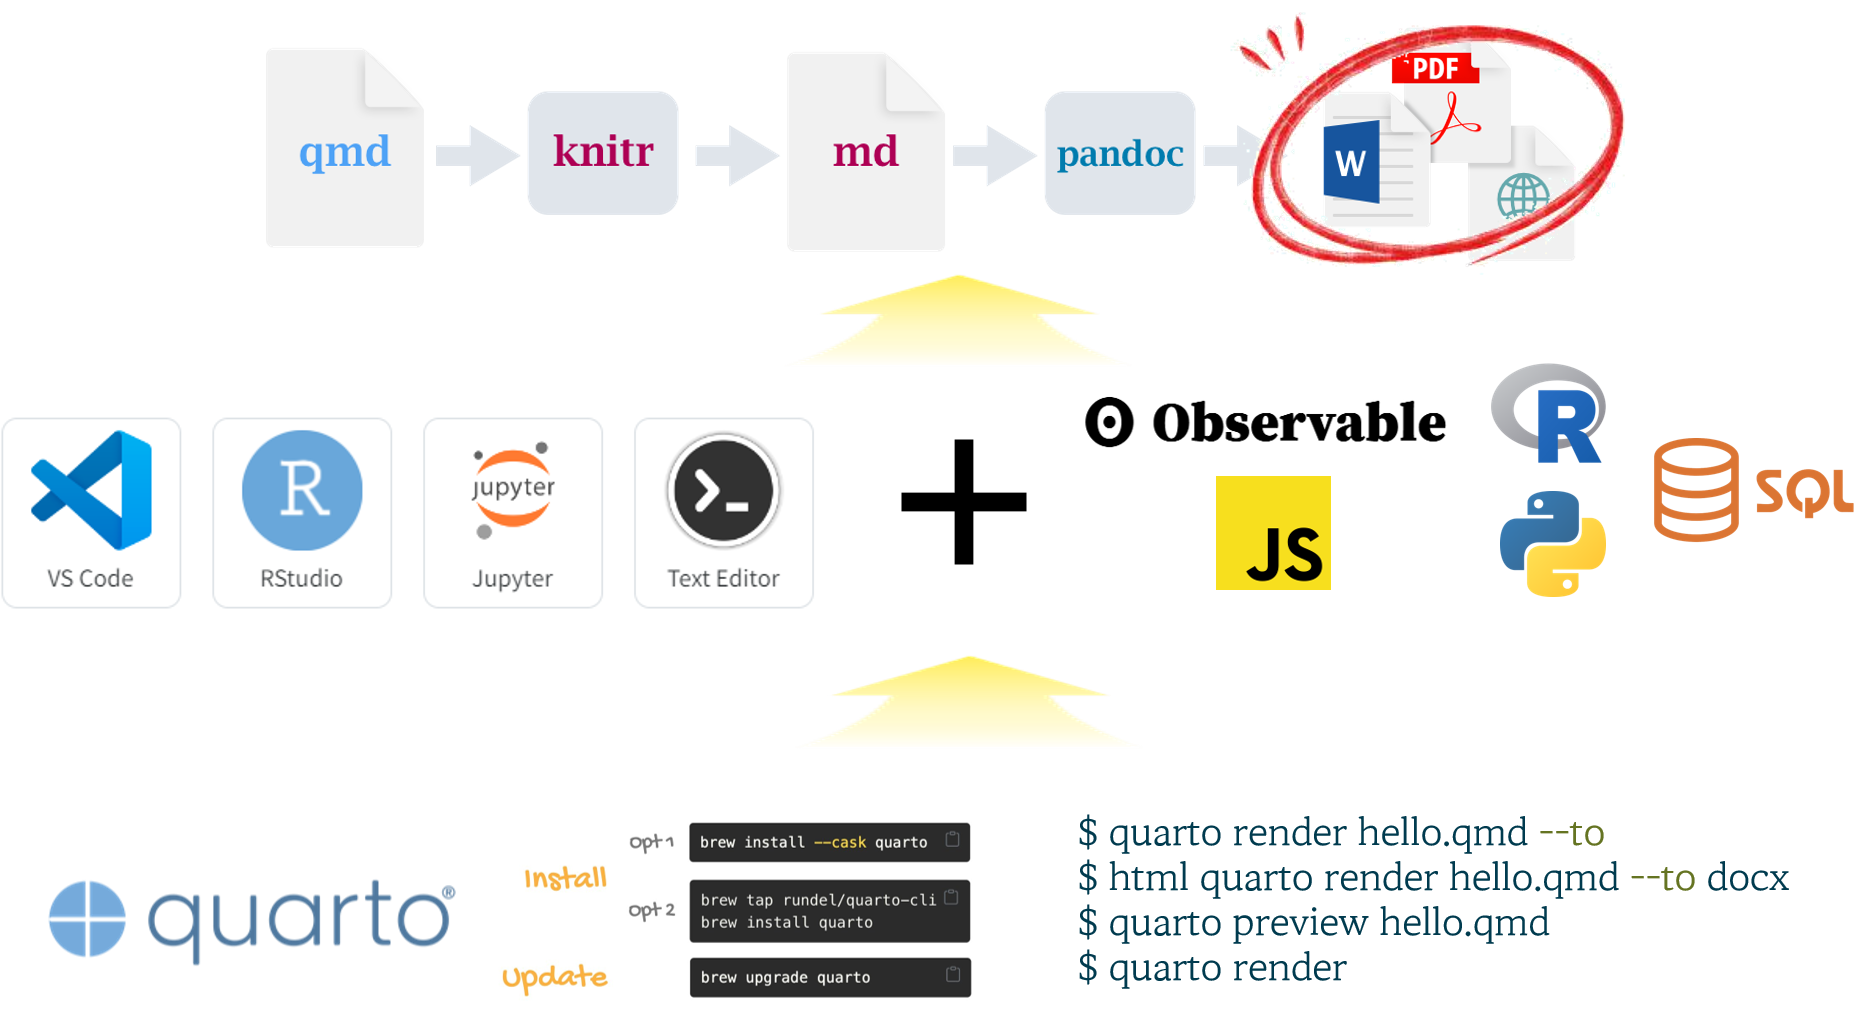 qmd
knitr
md
pandoc
PDF
W
VS Code
R
RStudio
jupyter
Jupyter
Text Editor
Observable
JS
R
SQL
quarto®
Install
opt 1
brew install --cask quarto
opt 2
brew tap rundel/quarto-cli
brew install quarto
Update
brew upgrade quarto
$ quarto render hello.qmd --to
$ html quarto render hello.qmd --to docx
$ quarto preview hello.qmd
$ quarto render